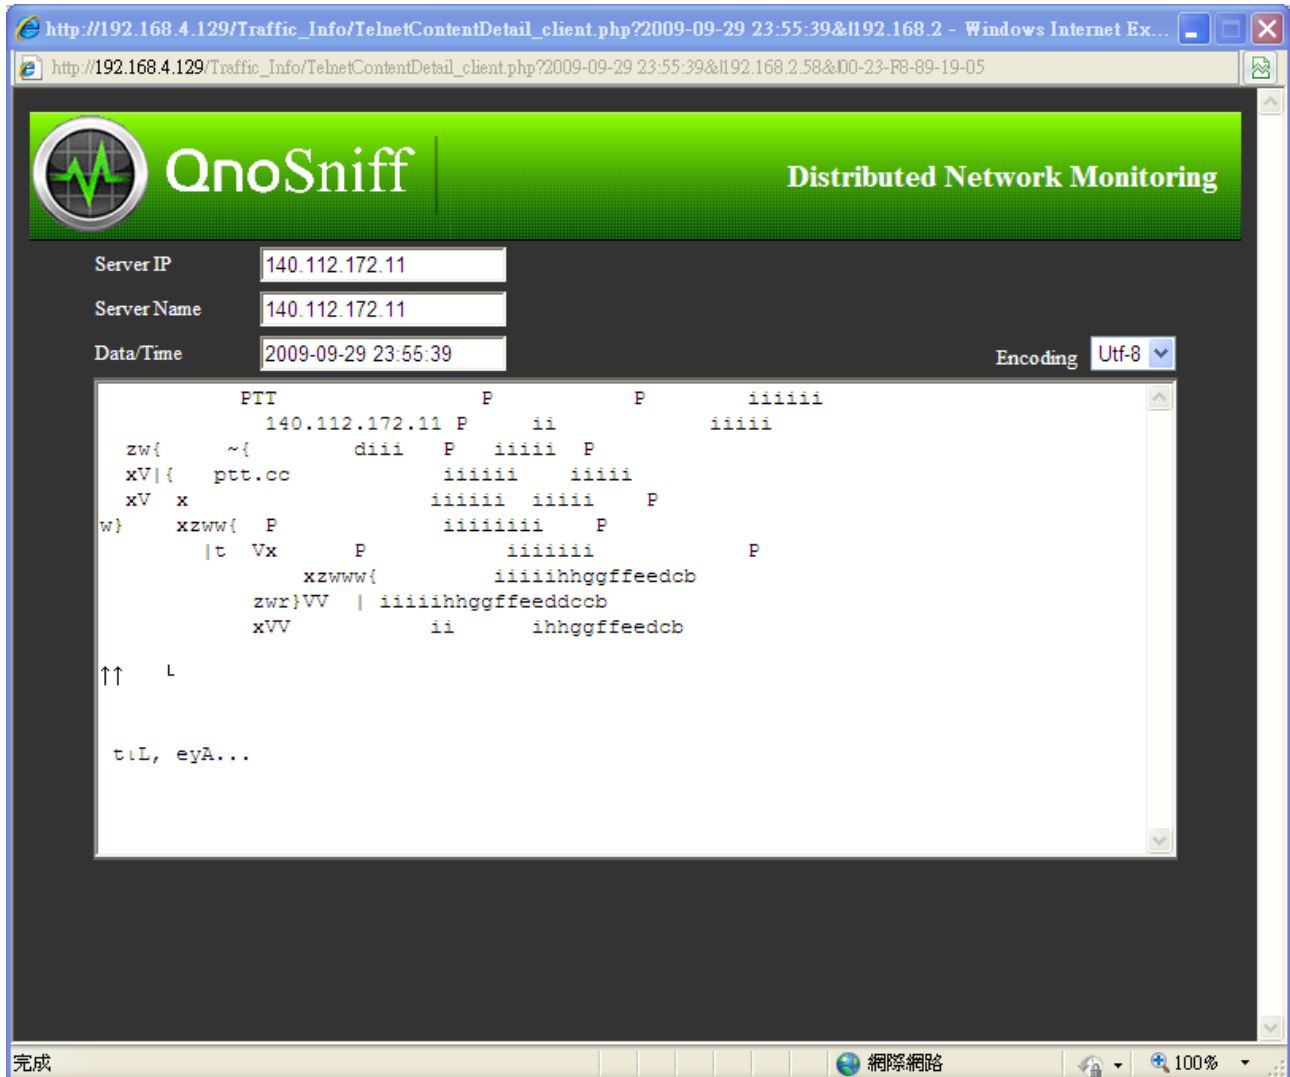 http://192.168.4.129/Traffic_Info/TelnetContentDetail_client.php?2009-09-29 23:55:39&l192.168.2 - Windows Internet Ex...
http://192.168.4.129/Traffic_Info/TelnetContentDetail_client.php?2009-09-29 23:55:39&l192.168.2.58&l00-23-F8-89-19-05
QnoSniff
Distributed Network Monitoring
Server IP 140.112.172.11
Server Name 140.112.172.11
Data/Time 2009-09-29 23:55:39
Encoding Utf-8
PTT P P iiiiii
140.112.172.11 P ii iiiii
zw{ ~{ diii P iiiii P
xV|{ ptt.cc iiiiii iiiii
xV x iiiiii iiiii P
w} xzww{ P iiiiiiii P
|t Vx P iiiiiii P
xzwww{ iiiiihhggffeedcb
zwr}VV | iiiiihhggffeeddccb
xVV ii ihhggffeedcb
↑↑ └
tιL, eyA...
完成
網際網路
100%